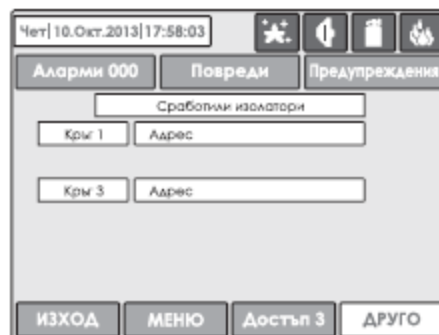 Чет|10.Окт.2013|17:58:03
Аларми 000 Повреди Предупреждения
Сработили изолатори
Кръг 1 Адрес
Кръг 3 Адрес
ИЗХОД МЕНЮ Достъп 3 ДРУГО